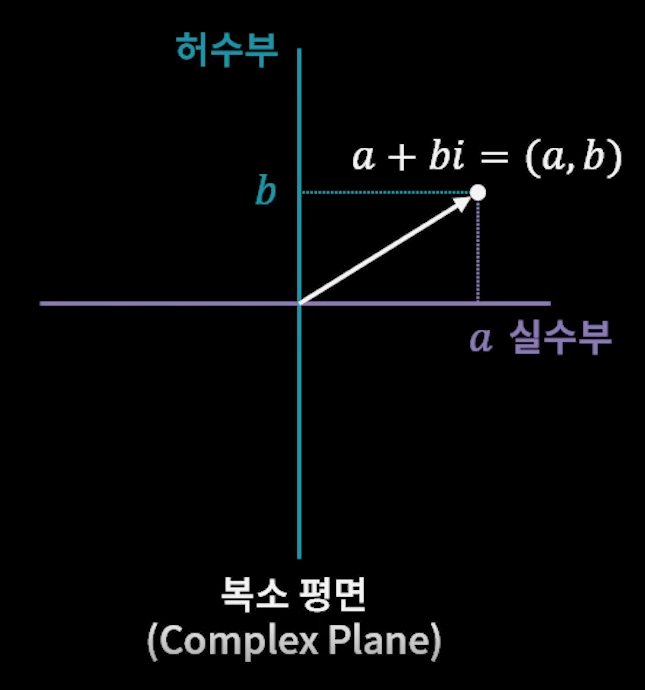 허수부
a + bi = (a, b)
b
a 실수부
복소 평면
(Complex Plane)